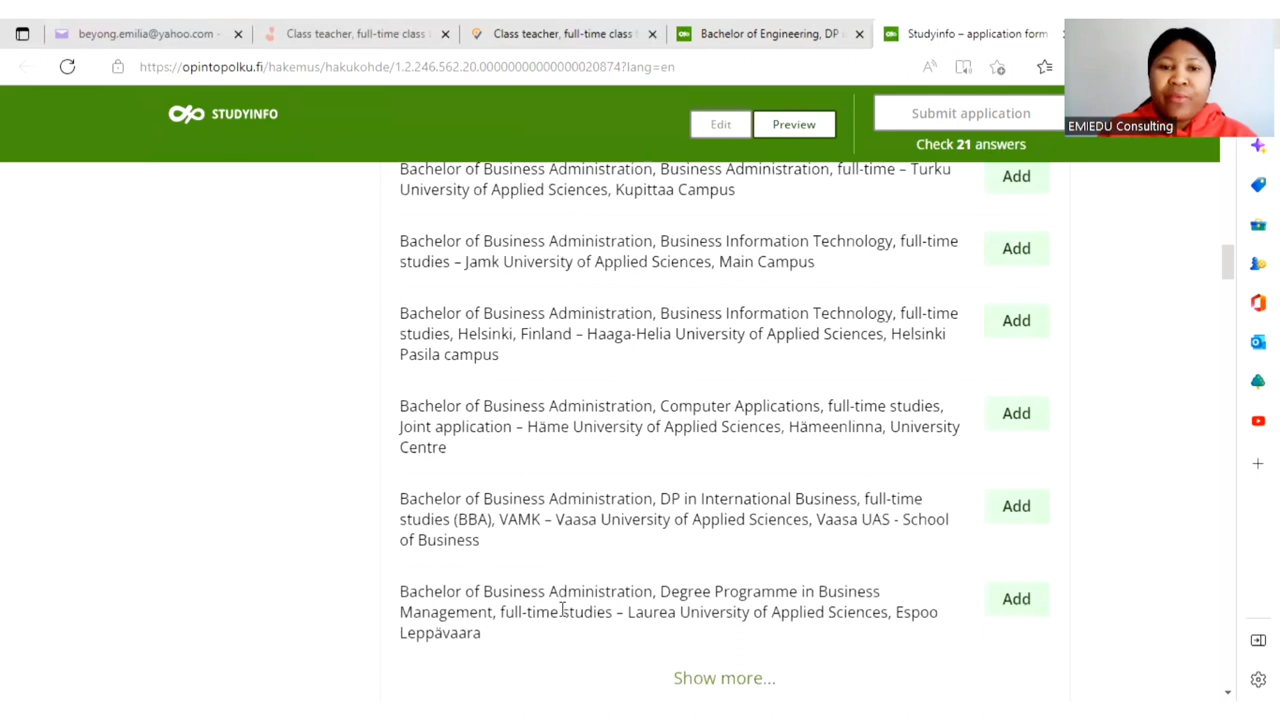 beyong.emilia@yahoo.com -
Class teacher, full-time class
Class teacher, full-time class
Bachelor of Engineering, DP
Studyinfo – application form
https://opintopolku.fi/hakemus/hakukohde/1.2.246.562.20.00000000000000020874?lang=en
STUDYINFO
Edit
Preview
Submit application
Check 21 answers
EMIEDU Consulting
Bachelor of Business Administration, Business Administration, full-time – Turku
University of Applied Sciences, Kupittaa Campus
Add
Bachelor of Business Administration, Business Information Technology, full-time
studies – Jamk University of Applied Sciences, Main Campus
Add
Bachelor of Business Administration, Business Information Technology, full-time
studies, Helsinki, Finland – Haaga-Helia University of Applied Sciences, Helsinki
Pasila campus
Add
Bachelor of Business Administration, Computer Applications, full-time studies,
Joint application – Häme University of Applied Sciences, Hämeenlinna, University
Centre
Add
Bachelor of Business Administration, DP in International Business, full-time
studies (BBA), VAMK – Vaasa University of Applied Sciences, Vaasa UAS - School
of Business
Add
Bachelor of Business Administration, Degree Programme in Business
Management, full-time studies – Laurea University of Applied Sciences, Espoo
Leppävaara
Add
Show more...